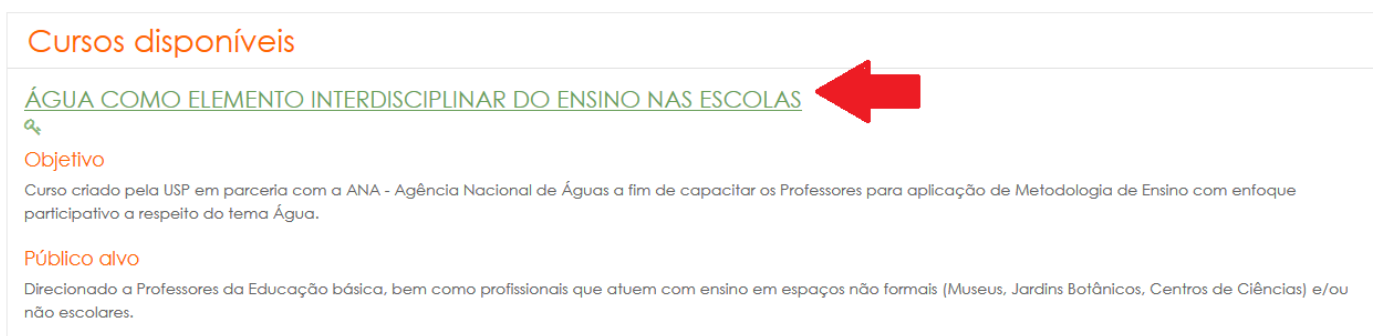 Cursos disponíveis
ÁGUA COMO ELEMENTO INTERDISCIPLINAR DO ENSINO NAS ESCOLAS
Objetivo
Curso criado pela USP em parceria com a ANA - Agência Nacional de Águas a fim de capacitar os Professores para aplicação de Metodologia de Ensino com enfoque
participativo a respeito do tema Água.
Público alvo
Direcionado a Professores da Educação básica, bem como profissionais que atuem com ensino em espaços não formais (Museus, Jardins Botânicos, Centros de Ciências) e/ou
não escolares.